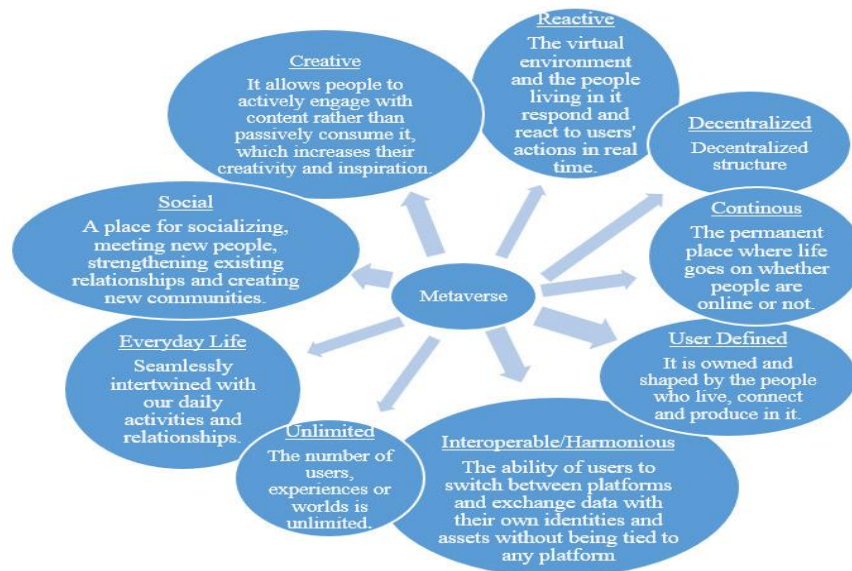 Reactive
The virtual
environment
and the people
living in it
respond and
react to users'
actions in real
time.
Creative
It allows people to
actively engage with
content rather than
passively consume it,
which increases their
creativity and inspiration.
Decentralized
Decentralized
structure
Social
A place for socializing,
meeting new people,
strengthening existing
relationships and creating
new communities.
Continous
The permanent
place where life
goes on whether
people are
online or not.
Metaverse
Everyday Life
Seamlessly
intertwined with
our daily
activities and
relationships.
User Defined
It is owned and
shaped by the people
who live, connect
and produce in it.
Unlimited
The number of
users,
experiences or
worlds is
unlimited.
Interoperable/Harmonious
The ability of users to
switch between platforms
and exchange data with
their own identities and
assets without being tied to
any platform